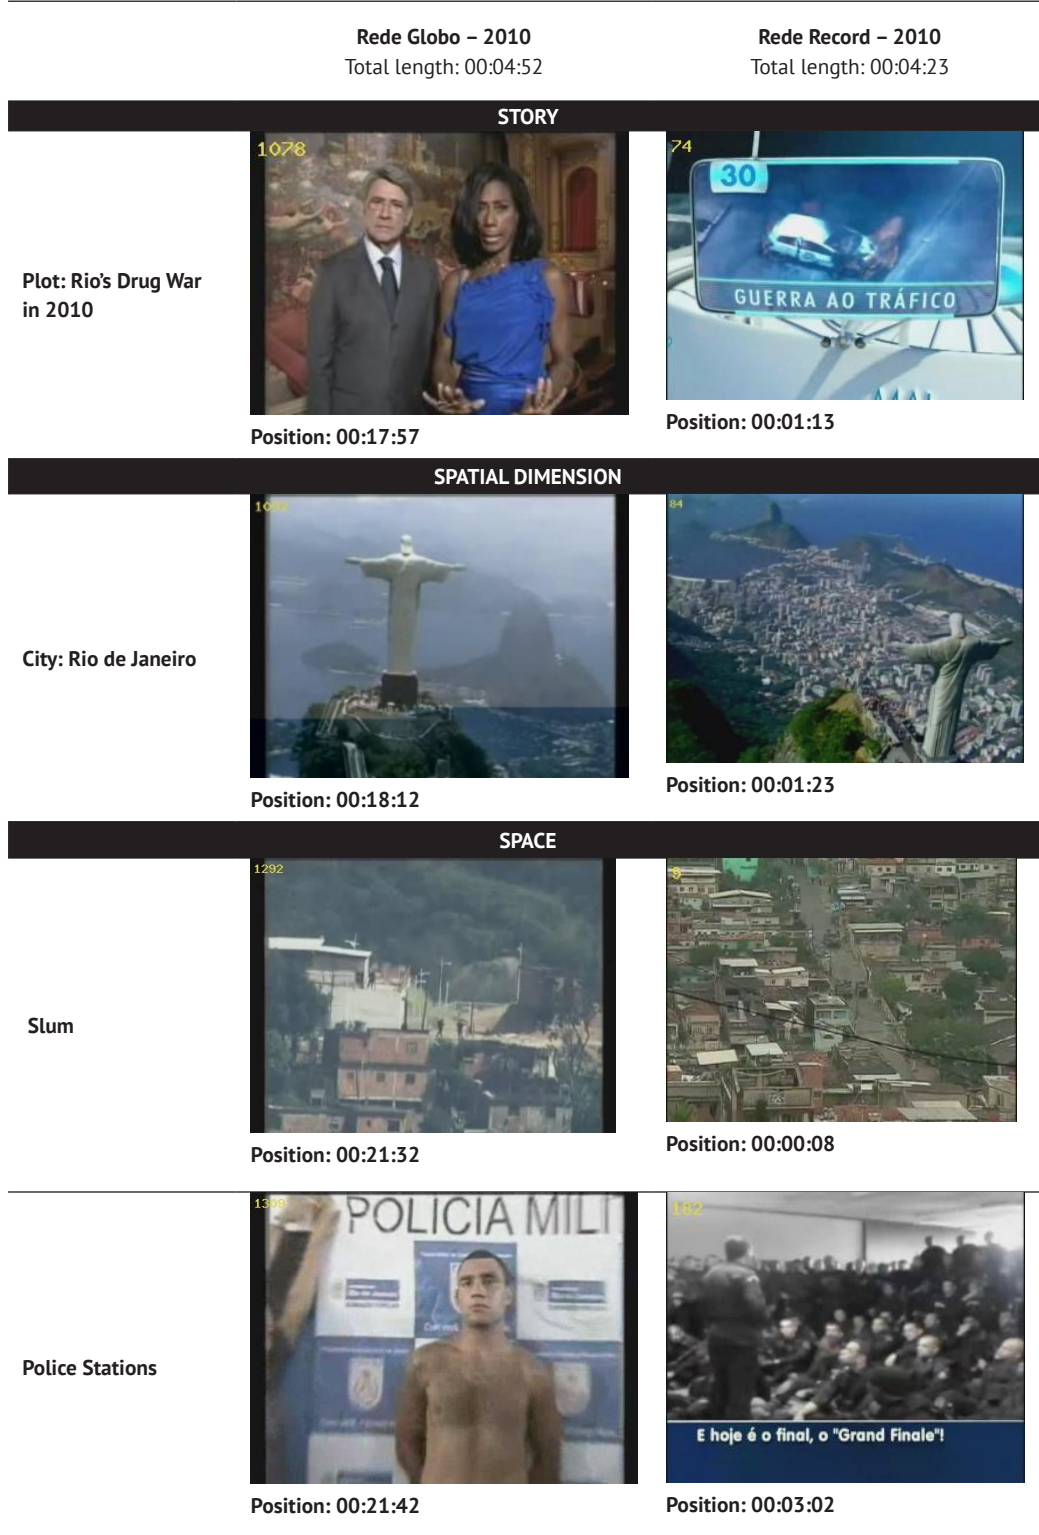 Rede Globo – 2010
Total length: 00:04:52
Rede Record – 2010
Total length: 00:04:23
STORY
Plot: Rio's Drug War
in 2010
1078
Position: 00:17:57
74
30
GUERRA AO TRÁFICO
Position: 00:01:13
SPATIAL DIMENSION
City: Rio de Janeiro
Position: 00:18:12
84
Position: 00:01:23
SPACE
Slum
1292
Position: 00:21:32
Position: 00:00:08
Police Stations
POLICIA MILI
Position: 00:21:42
182
E hoje é o final, o "Grand Finale"!
Position: 00:03:02